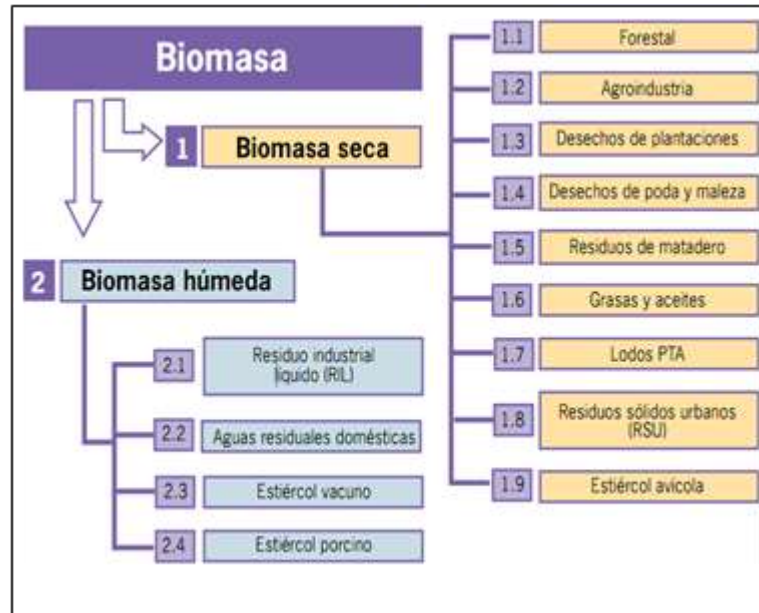 Biomasa
1 Biomasa seca
1.1 Forestal
1.2 Agroindustria
1.3 Desechos de plantaciones
1.4 Desechos de poda y maleza
1.5 Residuos de matadero
1.6 Grasas y aceites
1.7 Lodos PTA
1.8 Residuos sólidos urbanos
(RSU)
1.9 Estiércol avícola
2 Biomasa húmeda
2.1 Residuo industrial
líquido (RIL)
2.2 Aguas residuales domésticas
2.3 Estiércol vacuno
2.4 Estiércol porcino